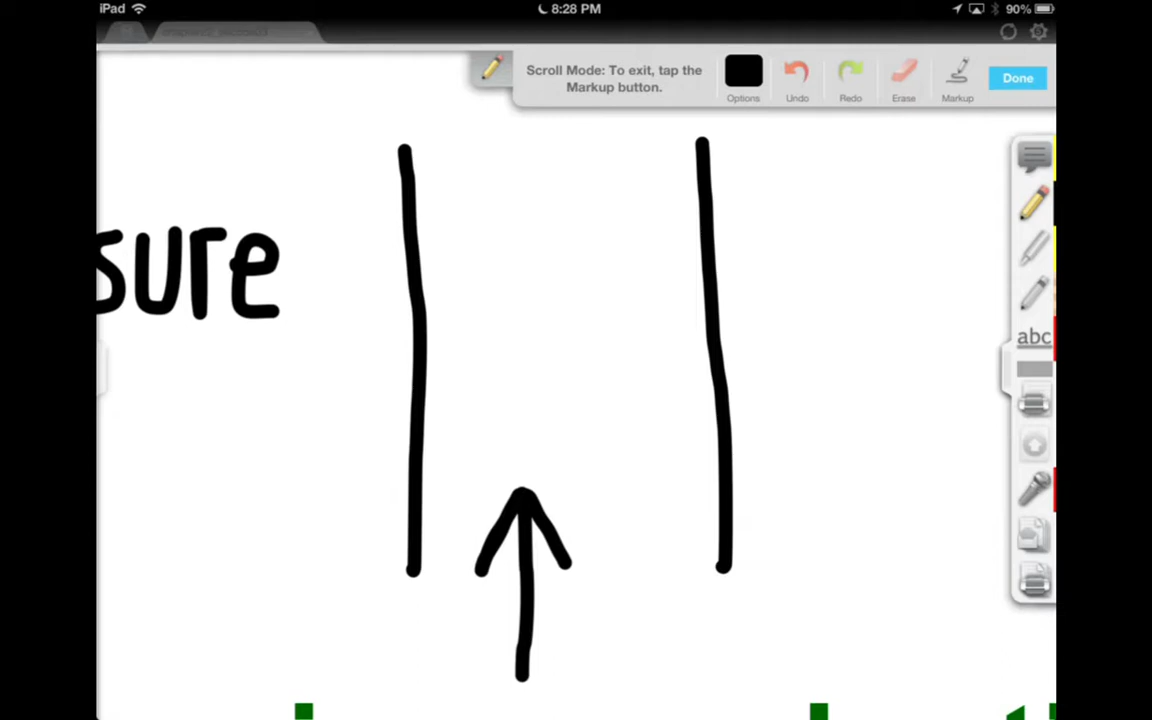 iPad
8:28 PM
90%
Scroll Mode: To exit, tap the
Markup button.
Options
Undo
Redo
Erase
Markup
Done
sure
abc